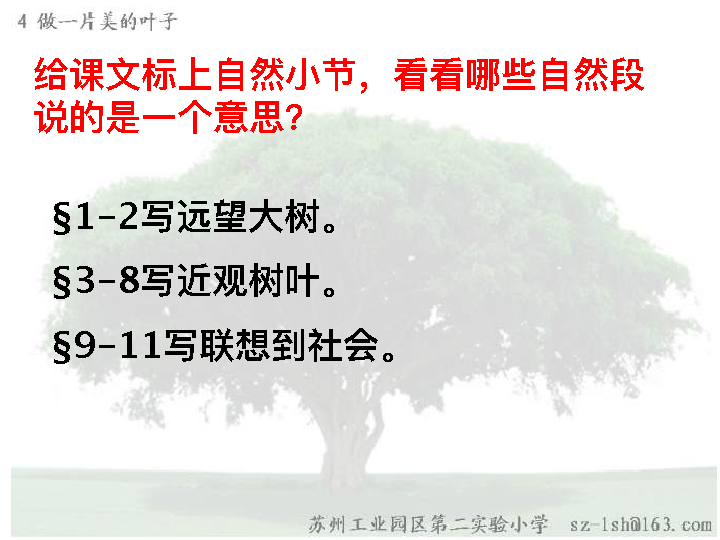 4 做一片美的叶子
给课文标上自然小节，看看哪些自然段
说的是一个意思？
§1-2写远望大树。
§3-8写近观树叶。
§9-11写联想到社会。
苏州工业园区第二实验小学 sz-lsh@163.com